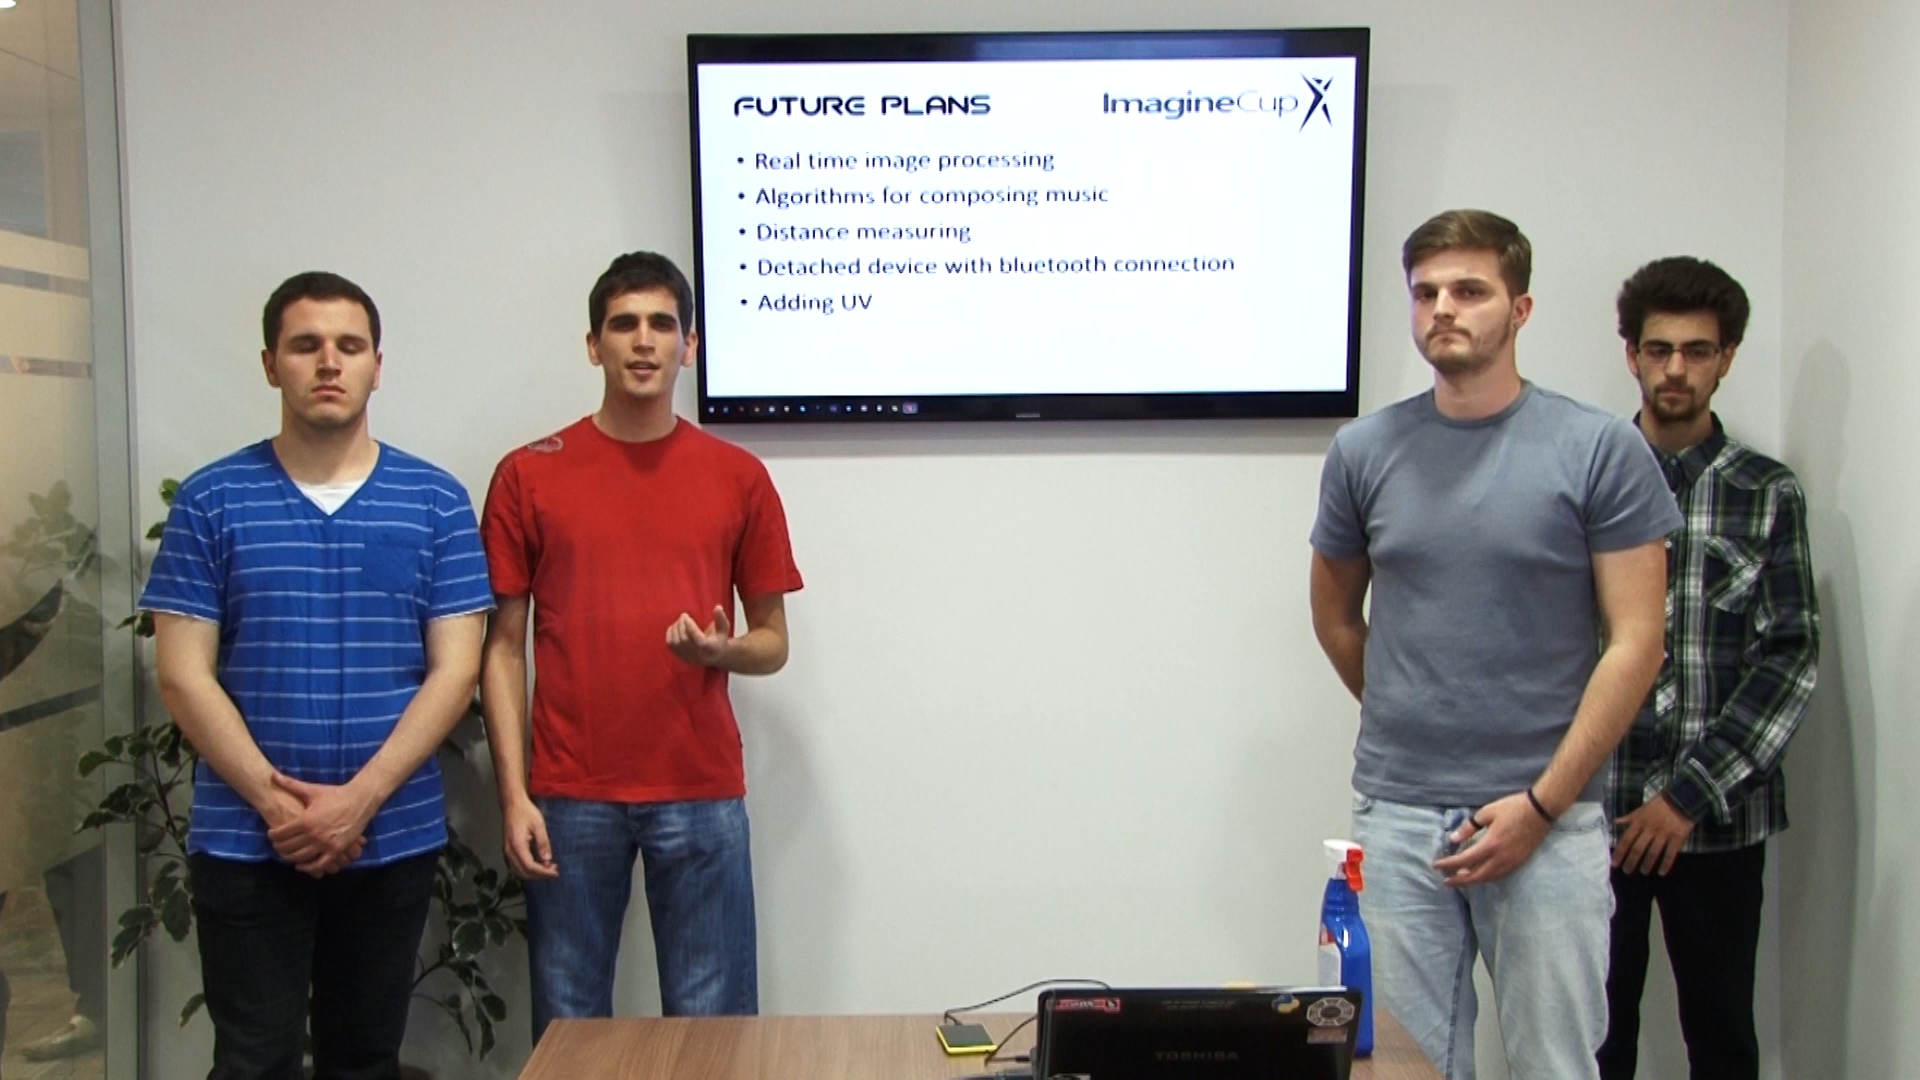 FUTURE PLANS
ImagineCup
• Real time image processing
• Algorithms for composing music
• Distance measuring
• Detached device with bluetooth connection
• Adding UV
TOSHIBA